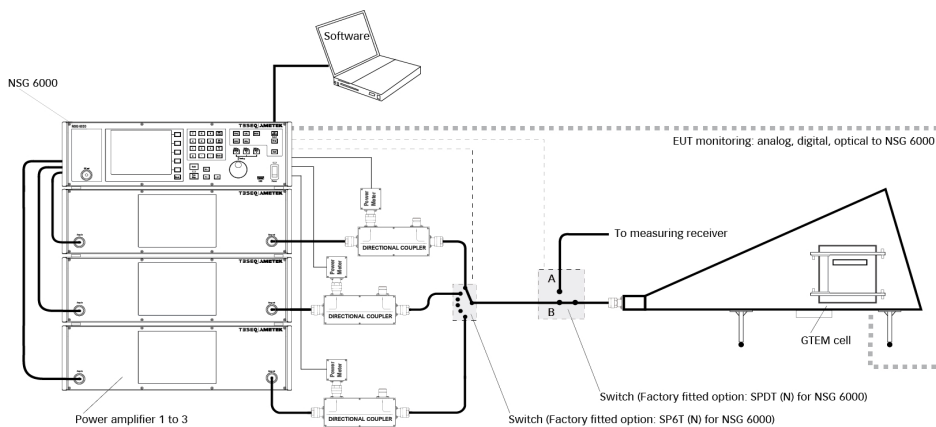 Software
NSG 6000
TESEQ AMETEK
EUT monitoring: analog, digital, optical to NSG 6000
Power Meter
TESEQ AMETEK
DIRECTIONAL COUPLER
To measuring receiver
TESEQ AMETEK
Power Meter
A
B
DIRECTIONAL COUPLER
GTEM cell
TESEQ AMETEK
Power Meter
Switch (Factory fitted option: SPDT (N) for NSG 6000)
DIRECTIONAL COUPLER
Power amplifier 1 to 3
Switch (Factory fitted option: SP6T (N) for NSG 6000)